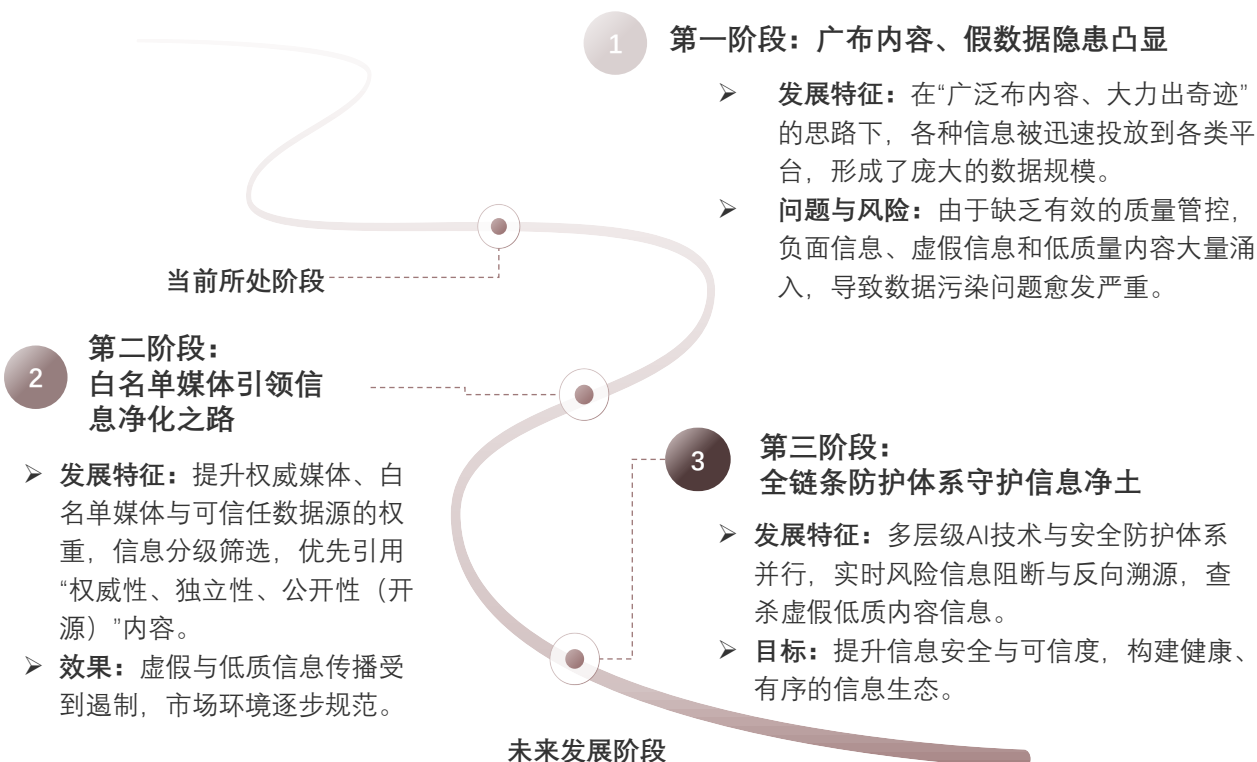 1
第一阶段：广布内容、假数据隐患凸显
➢ 发展特征：在“广泛布内容、大力出奇迹”
的思路下，各种信息被迅速投放到各类平
台，形成了庞大的数据规模。
➢ 问题与风险：由于缺乏有效的质量管控，
负面信息、虚假信息和低质量内容大量涌
入，导致数据污染问题愈发严重。
当前所处阶段
2
第二阶段：
白名单媒体引领信
息净化之路
➢ 发展特征：提升权威媒体、白
名单媒体与可信任数据源的权
重，信息分级筛选，优先引用
“权威性、独立性、公开性（开
源）”内容。
➢ 效果：虚假与低质信息传播受
到遏制，市场环境逐步规范。
3
第三阶段：
全链条防护体系守护信息净土
➢ 发展特征：多层级AI技术与安全防护体系
并行，实时风险信息阻断与反向溯源，查
杀虚假低质内容信息。
➢ 目标：提升信息安全与可信度，构建健康、
有序的信息生态。
未来发展阶段